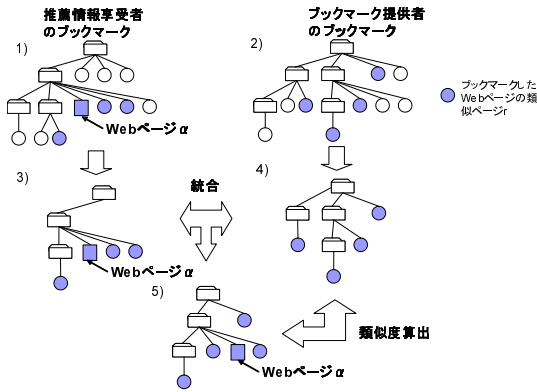 推薦情報享受者
のブックマーク
ブックマーク提供者
のブックマーク
1)
2)
ブックマークした
Webページの類
似ページr
Webページα
3)
統合
4)
Webページα
5)
類似度算出
Webページα